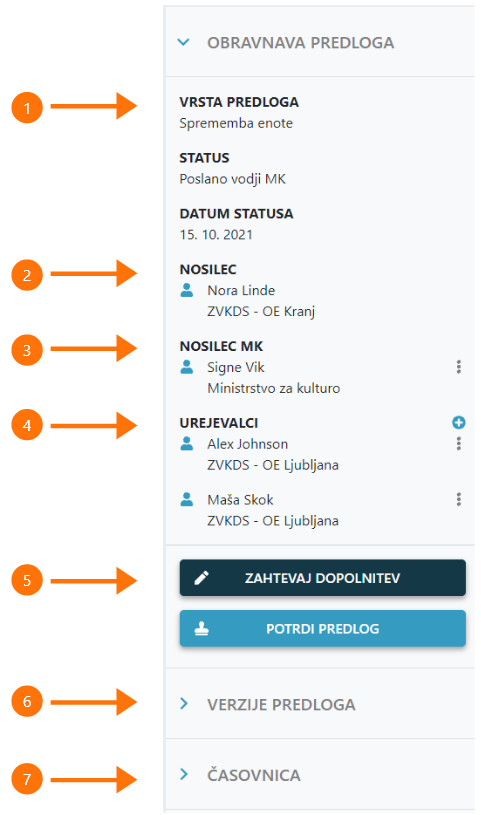 OBRAVNAVA PREDLOGA
1
VRSTA PREDLOGA
Sprememba enote
STATUS
Poslano vodji MK
DATUM STATUSA
15. 10. 2021
2
NOSILEC
Nora Linde
ZVKDS - OE Kranj
3
NOSILEC MK
Signe Vik
Ministrstvo za kulturo
4
UREJEVALCI
Alex Johnson
ZVKDS - OE Ljubljana
Maša Skok
ZVKDS - OE Ljubljana
5
ZAHTEVAJ DOPOLNITEV
POTRDI PREDLOG
6
VERZIJE PREDLOGA
7
ČASOVNICA